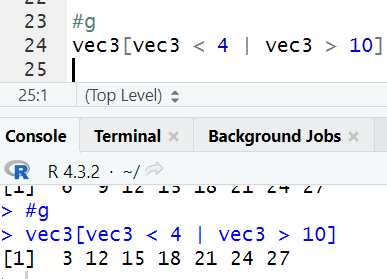 23 #g
24 vec3[vec3 < 4 | vec3 > 10]
25
25:1 (Top Level)
Console Terminal Background Jobs
R R 4.3.2 · ~/
[1] 6 9 12 15 18 21 24 27
> #g
> vec3[vec3 < 4 | vec3 > 10]
[1] 3 12 15 18 21 24 27